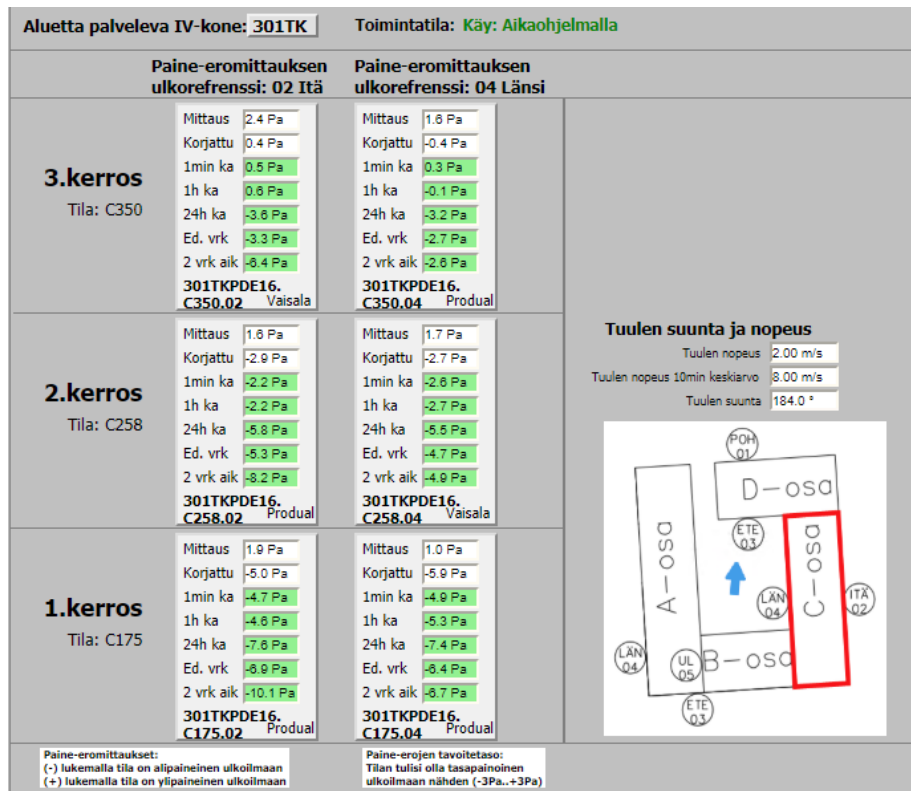 Aluetta palveleva IV-kone: 301TK Toimintatila: Käy: Aikaohjelmalla
Paine-eromittauksen Paine-eromittauksen
ulkorefrenssi: 02 Itä ulkorefrenssi: 04 Länsi
3.kerros
Tila: C350
Mittaus 2.4 Pa
Korjattu 0.4 Pa
1min ka 0.5 Pa
1h ka 0.6 Pa
24h ka -3.6 Pa
Ed. vrk -3.3 Pa
2 vrk aik -6.4 Pa
301TKPDE16.
C350.02 Vaisala
Mittaus 1.6 Pa
Korjattu -0.4 Pa
1min ka 0.3 Pa
1h ka -0.1 Pa
24h ka -3.2 Pa
Ed. vrk -2.7 Pa
2 vrk aik -2.6 Pa
301TKPDE16.
C350.04 Produal
2.kerros
Tila: C258
Mittaus 1.6 Pa
Korjattu -2.9 Pa
1min ka -2.2 Pa
1h ka -2.2 Pa
24h ka -5.8 Pa
Ed. vrk -5.3 Pa
2 vrk aik -8.2 Pa
301TKPDE16.
C258.02 Produal
Mittaus 1.7 Pa
Korjattu -2.7 Pa
1min ka -2.6 Pa
1h ka -2.7 Pa
24h ka -5.5 Pa
Ed. vrk -4.7 Pa
2 vrk aik -4.9 Pa
301TKPDE16.
C258.04 Vaisala
1.kerros
Tila: C175
Mittaus 1.9 Pa
Korjattu -5.0 Pa
1min ka -4.7 Pa
1h ka -4.6 Pa
24h ka -7.6 Pa
Ed. vrk -6.9 Pa
2 vrk aik -10.1 Pa
301TKPDE16.
C175.02 Produal
Mittaus 1.0 Pa
Korjattu -5.9 Pa
1min ka -4.9 Pa
1h ka -5.3 Pa
24h ka -7.4 Pa
Ed. vrk -6.4 Pa
2 vrk aik -6.7 Pa
301TKPDE16.
C175.04 Produal
Tuulen suunta ja nopeus
Tuulen nopeus 2.00 m/s
Tuulen nopeus 10min keskiarvo 8.00 m/s
Tuulen suunta 184.0 °
POH
01
D-osa
ETE
03
A-osa
C-osa
LÄN
04
ITÄ
02
LÄN
04
UL
05
B-osa
ETE
03
Paine-eromittaukset:
(-) lukemalla tila on alipaineinen ulkoilmaan
(+) lukemalla tila on ylipaineinen ulkoilmaan
Paine-erojen tavoitetaso:
Tilan tulisi olla tasapainoinen
ulkoilmaan nähden (-3Pa..+3Pa)